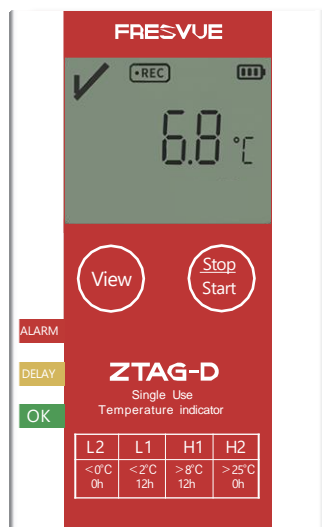 FRESVUE
•REC
6.8 °C
View
Stop
Start
ALARM
DELAY
OK
ZTAG-D
Single Use
Temperature indicator
L2 L1 H1 H2
<0°C <2°C >8°C >25°C
0h 12h 12h 0h